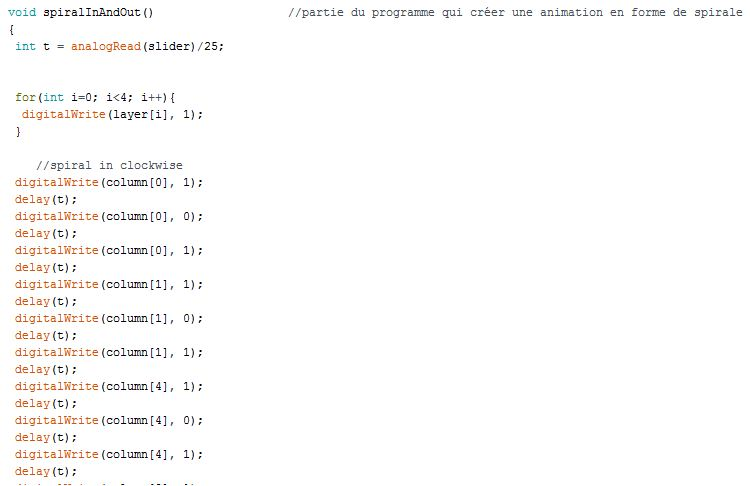 void spiralInAndOut() //partie du programme qui créer une animation en forme de spirale
{
int t = analogRead(slider)/25;
for(int i=0; i<4; i++){
digitalWrite(layer[i], 1);
}
//spiral in clockwise
digitalWrite(column[0], 1);
delay(t);
digitalWrite(column[0], 0);
delay(t);
digitalWrite(column[0], 1);
delay(t);
digitalWrite(column[1], 1);
delay(t);
digitalWrite(column[1], 0);
delay(t);
digitalWrite(column[1], 1);
delay(t);
digitalWrite(column[4], 1);
delay(t);
digitalWrite(column[4], 0);
delay(t);
digitalWrite(column[4], 1);
delay(t);